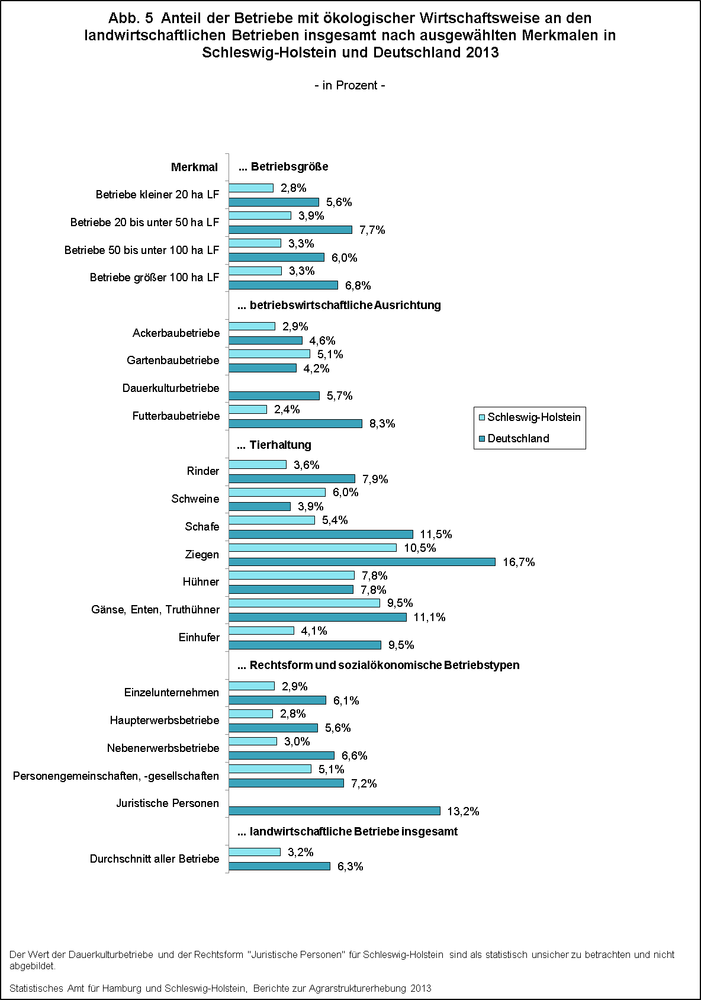 Abb. 5 Anteil der Betriebe mit ökologischer Wirtschaftsweise an den
landwirtschaftlichen Betrieben insgesamt nach ausgewählten Merkmalen in
Schleswig-Holstein und Deutschland 2013
- in Prozent -
Merkmal ... Betriebsgröße
Betriebe kleiner 20 ha LF
2,8%
5,6%
Betriebe 20 bis unter 50 ha LF
3,9%
7,7%
Betriebe 50 bis unter 100 ha LF
3,3%
6,0%
Betriebe größer 100 ha LF
3,3%
6,8%
... betriebswirtschaftliche Ausrichtung
Ackerbaubetriebe
2,9%
4,6%
Gartenbaubetriebe
5,1%
4,2%
Dauerkulturbetriebe
5,7%
Futterbaubetriebe
2,4%
8,3%
Schleswig-Holstein
Deutschland
... Tierhaltung
Rinder
3,6%
7,9%
Schweine
6,0%
3,9%
Schafe
5,4%
11,5%
Ziegen
10,5%
16,7%
Hühner
7,8%
7,8%
Gänse, Enten, Truthühner
9,5%
11,1%
Einhufer
4,1%
9,5%
... Rechtsform und sozialökonomische Betriebstypen
Einzelunternehmen
2,9%
6,1%
Haupterwerbsbetriebe
2,8%
5,6%
Nebenerwerbsbetriebe
3,0%
6,6%
Personengemeinschaften, -gesellschaften
5,1%
7,2%
Juristische Personen
13,2%
... landwirtschaftliche Betriebe insgesamt
Durchschnitt aller Betriebe
3,2%
6,3%
Der Wert der Dauerkulturbetriebe und der Rechtsform "Juristische Personen" für Schleswig-Holstein sind als statistisch unsicher zu betrachten und nicht
abgebildet.
Statistisches Amt für Hamburg und Schleswig-Holstein, Berichte zur Agrarstrukturerhebung 2013